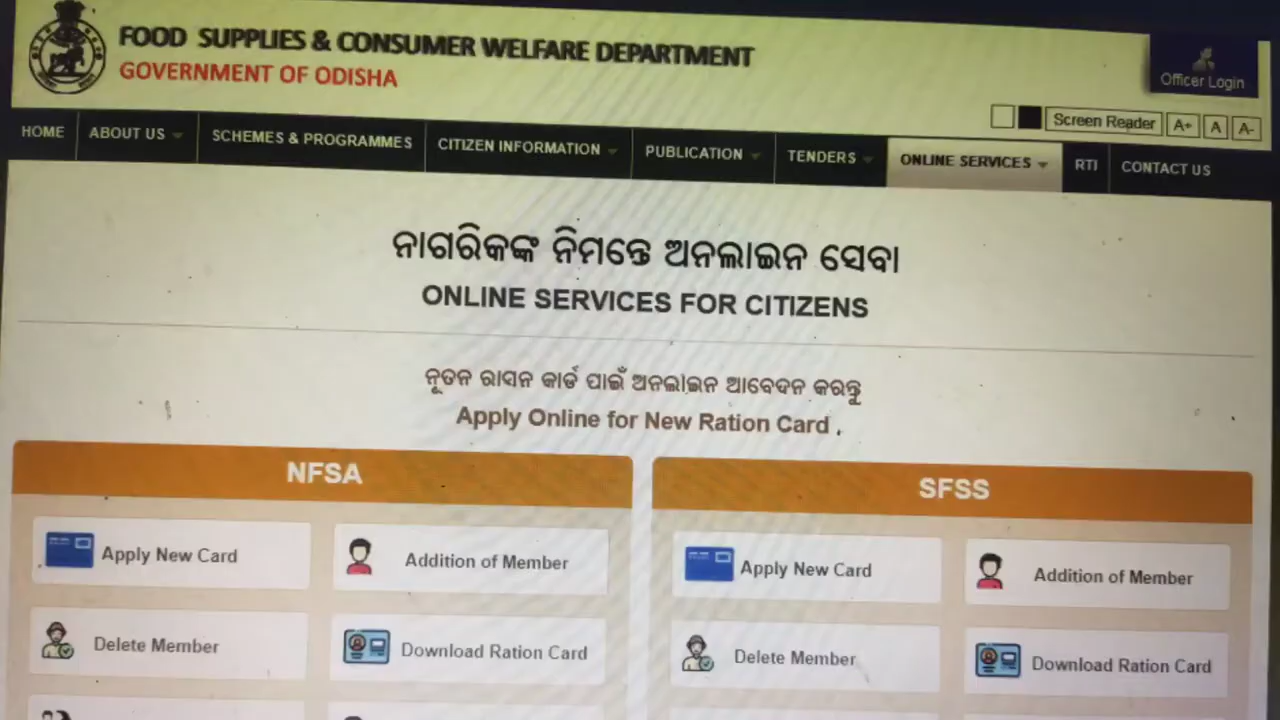 FOOD SUPPLIES & CONSUMER WELFARE DEPARTMENT
GOVERNMENT OF ODISHA
Officer Login
Screen Reader A+ A A-
HOME ABOUT US SCHEMES & PROGRAMMES CITIZEN INFORMATION PUBLICATION TENDERS ONLINE SERVICES RTI CONTACT US
ନାଗରିକଙ୍କ ନିମନ୍ତେ ଅନଲାଇନ ସେବା
ONLINE SERVICES FOR CITIZENS
ନୂତନ ରାସନ କାର୍ଡ ପାଇଁ ଅନଲାଇନ ଆବେଦନ କରନ୍ତୁ
Apply Online for New Ration Card .
NFSA
Apply New Card Addition of Member
Delete Member Download Ration Card
SFSS
Apply New Card Addition of Member
Delete Member Download Ration Card